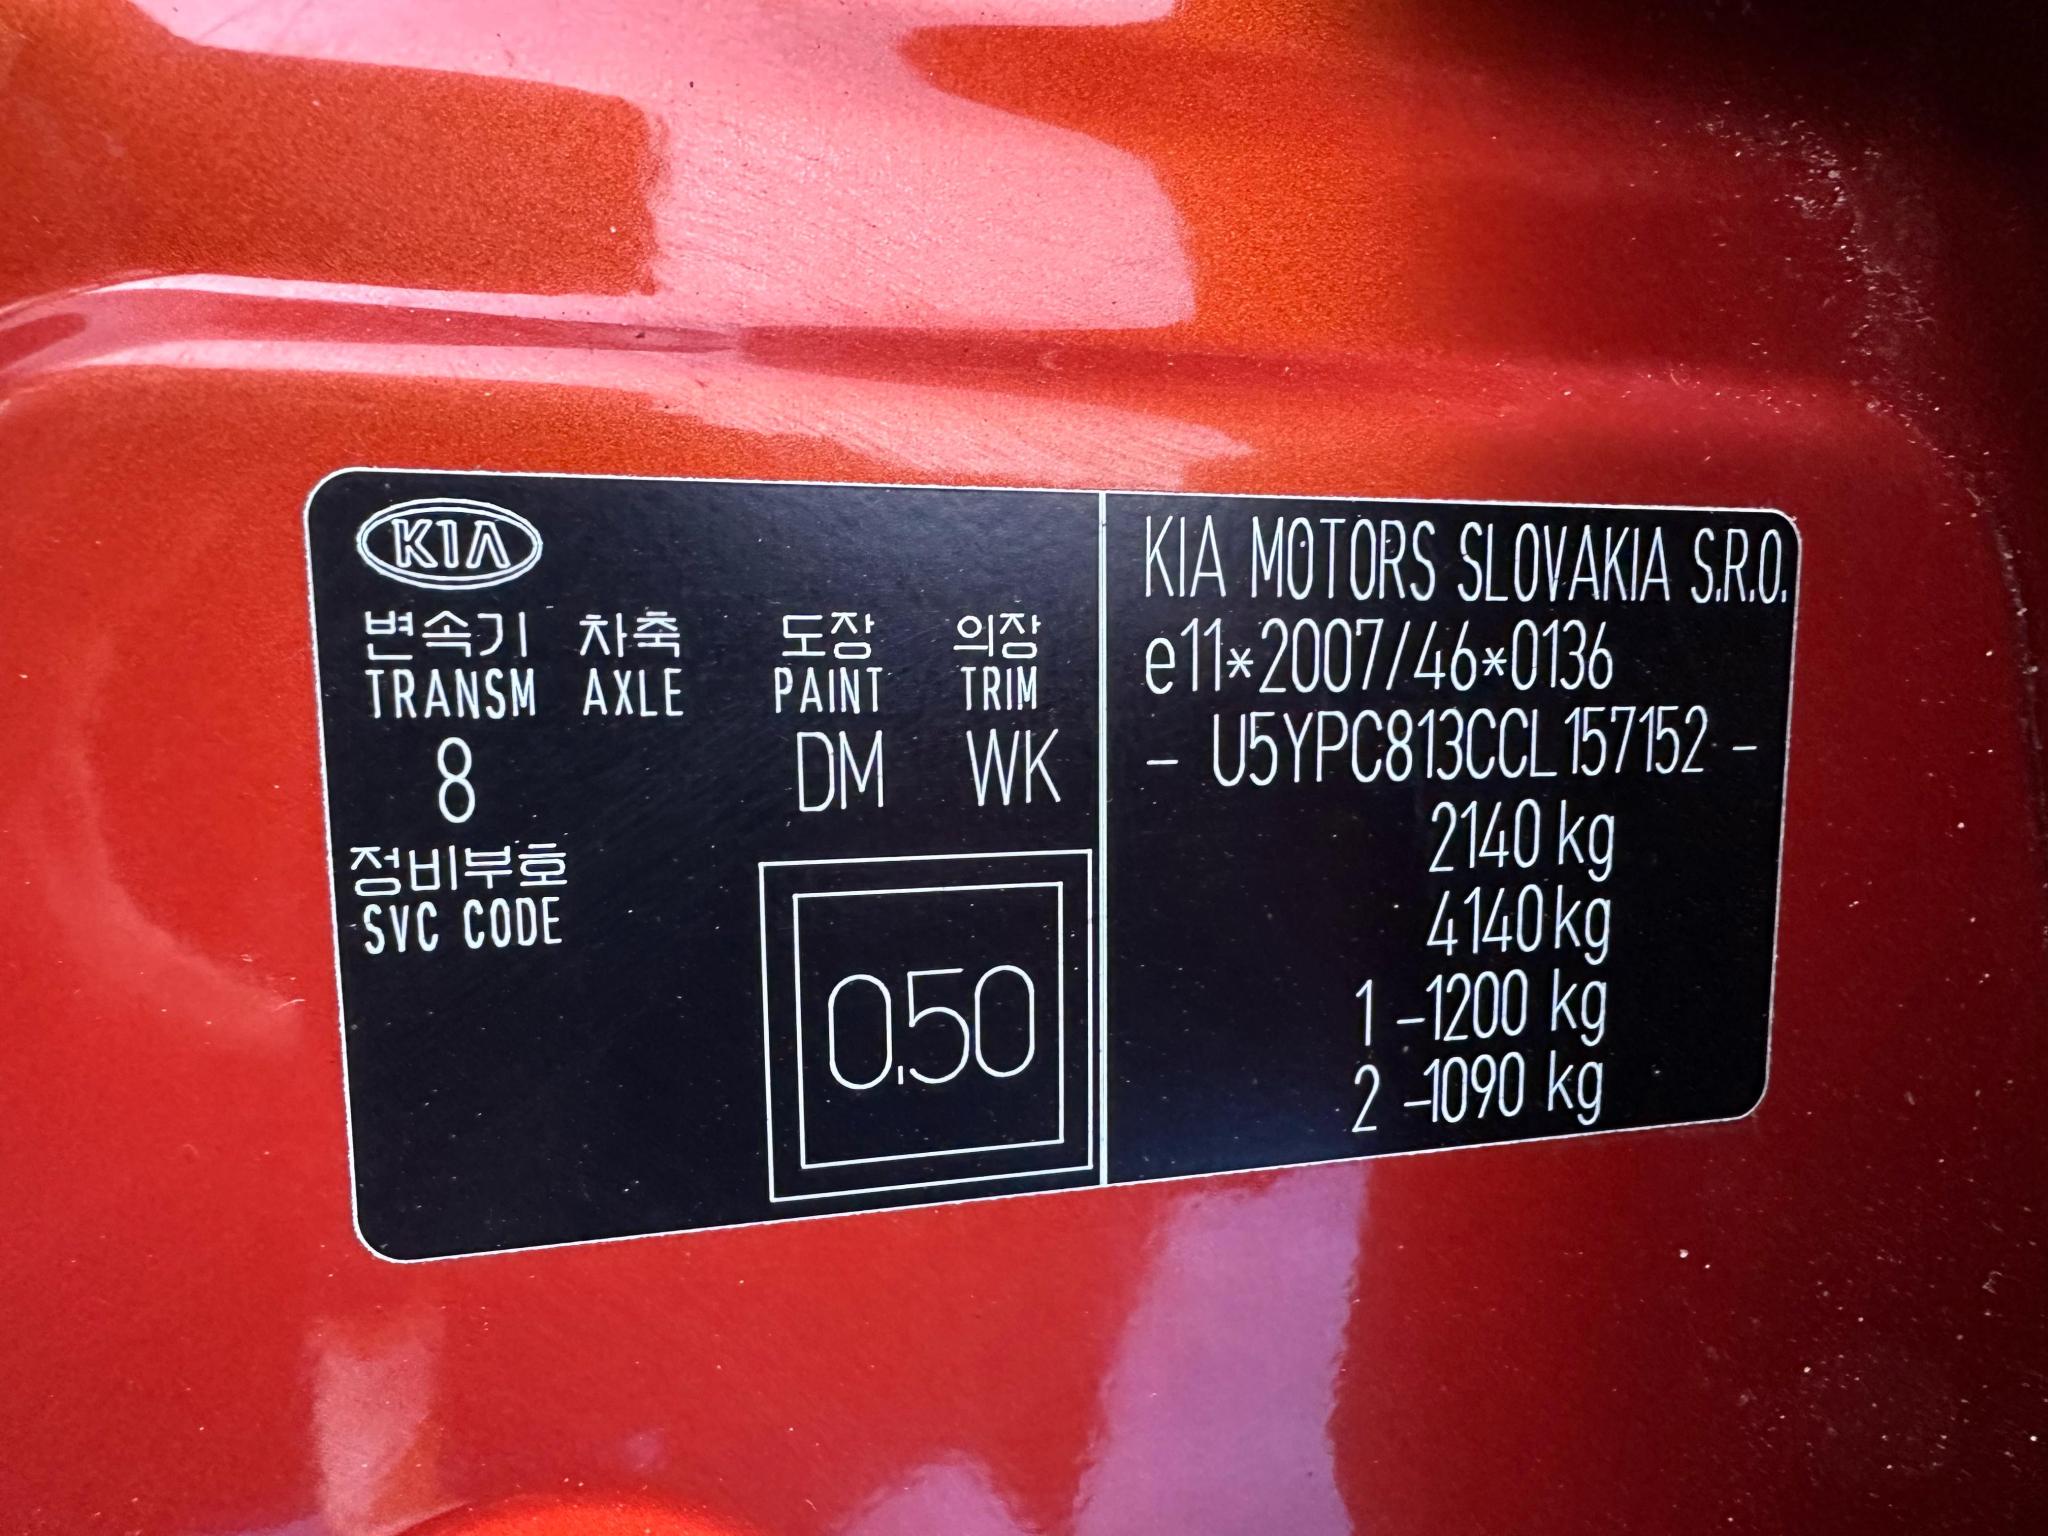 KIA
변속기 차축 도장 의장
TRANSM AXLE PAINT TRIM
8 DM WK
정비부호
SVC CODE
0.50
KIA MOTORS SLOVAKIA S.R.O.
e11*2007/46*0136
- U5YPC813CCL157152 -
2140 kg
4140 kg
1 -1200 kg
2 -1090 kg